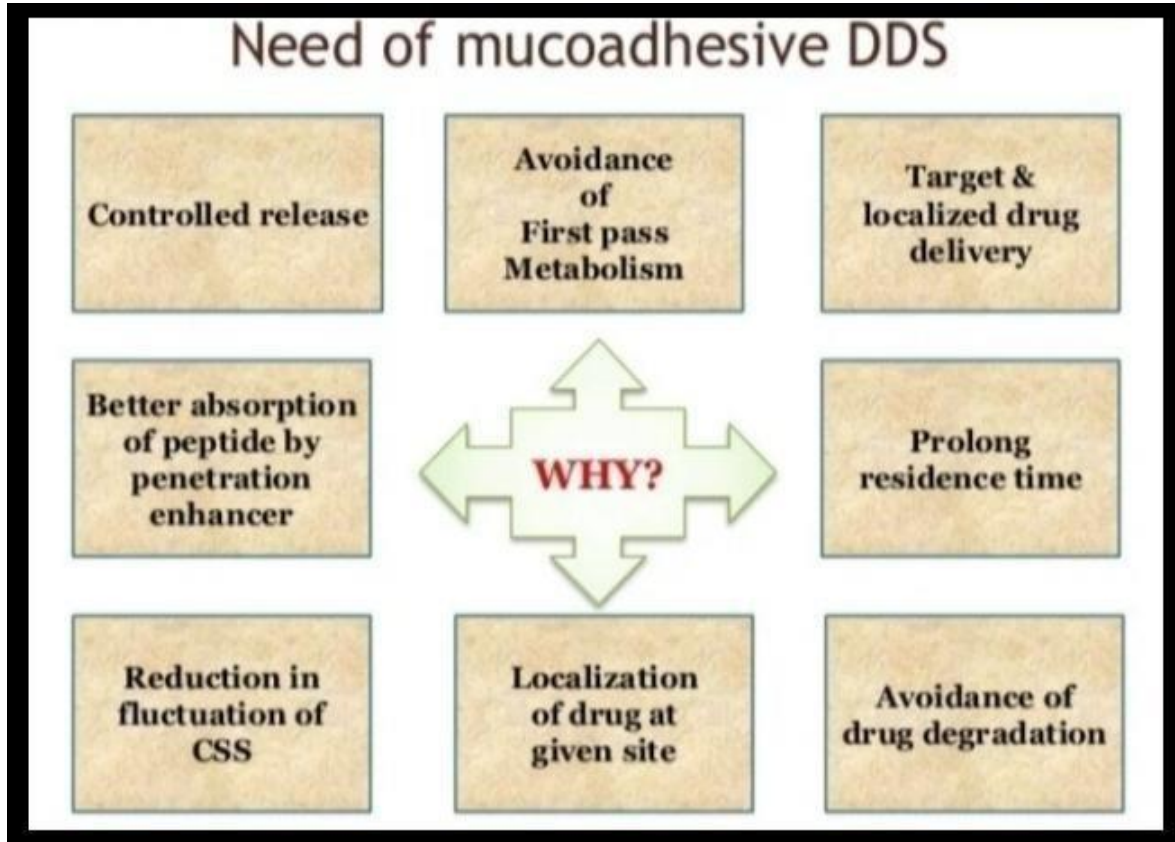 Need of mucoadhesive DDS
Controlled release
Avoidance
of
First pass
Metabolism
Target &
localized drug
delivery
Better absorption
of peptide by
penetration
enhancer
WHY?
Prolong
residence time
Reduction in
fluctuation of
CSS
Localization
of drug at
given site
Avoidance of
drug degradation